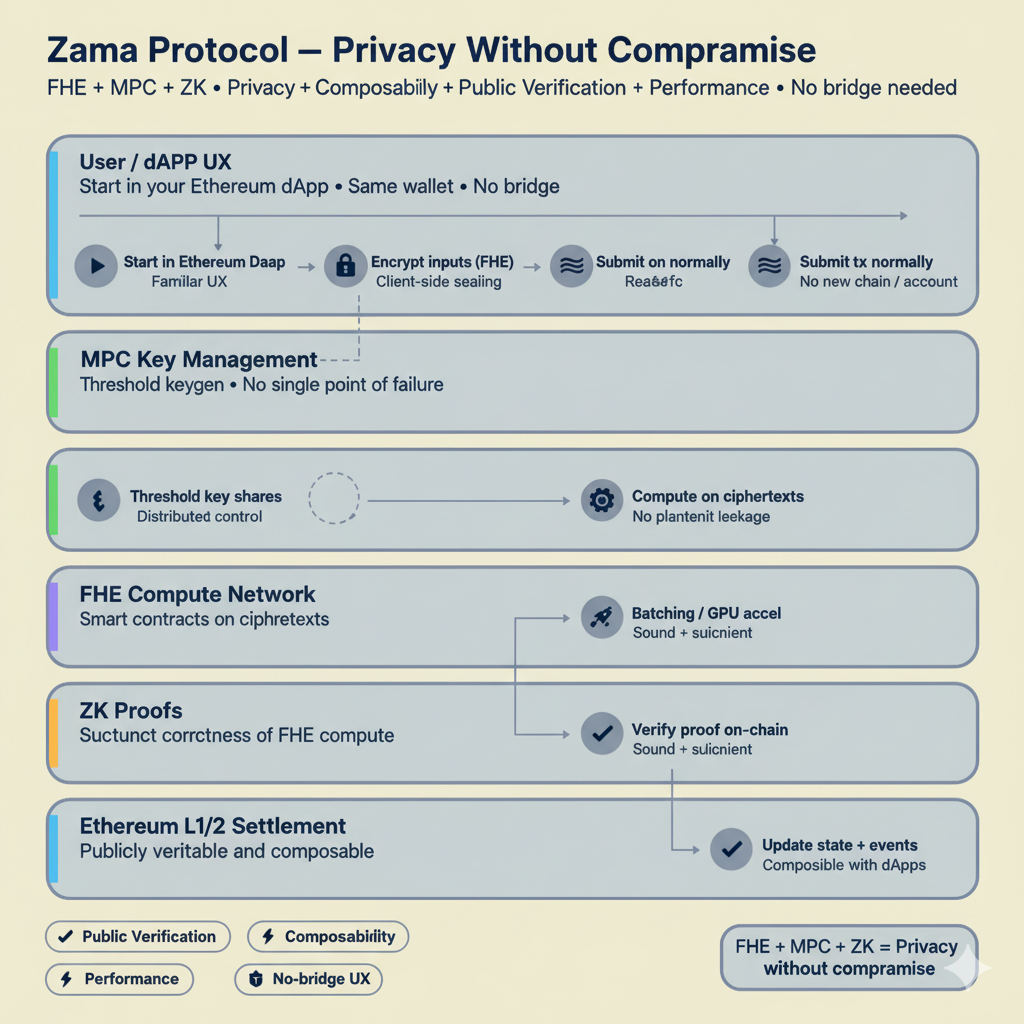 Zama Protocol – Privacy Without Compromise
FHE + MPC + ZK • Privacy + Composabiily + Public Verification + Performance • No bridge needed
User / dAPP UX
Start in your Ethereum dApp • Same wallet • No bridge
Start in Ethereum Daap
Familar UX
Encrypt inputs (FHE)
Client-side sealing
Submit on normally
Submit tx normally
No new chain / account
MPC Key Management
Threshold keygen • No single point of failure
Threshold key shares
Distributed control
Compute on ciphertexts
No plantenit leekage
FHE Compute Network
Smart contracts on ciphretexts
Batching / GPU accel
Sound + suicnient
ZK Proofs
Suctunct corrctness of FHE compute
Verify proof on-chain
Sound + sulicnient
Ethereum L1/2 Settlement
Publicly veritable and composable
Update state + events
Composible with dApps
Public Verification
Composability
Performance
No-bridge UX
FHE + MPC + ZK = Privacy
without compromise